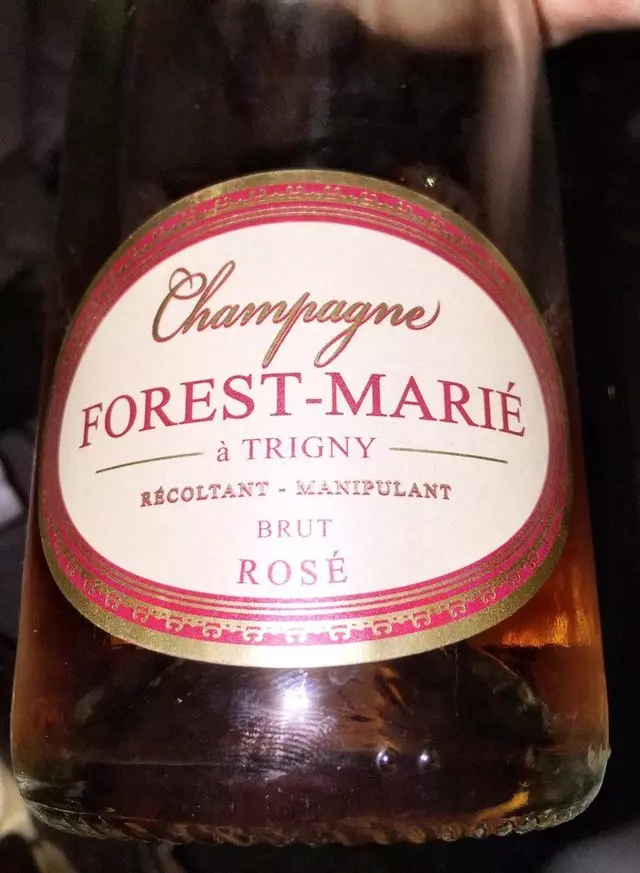 Champagne
FOREST-MARIÉ
à TRIGNY
RÉCOLTANT - MANIPULANT
BRUT
ROSÉ